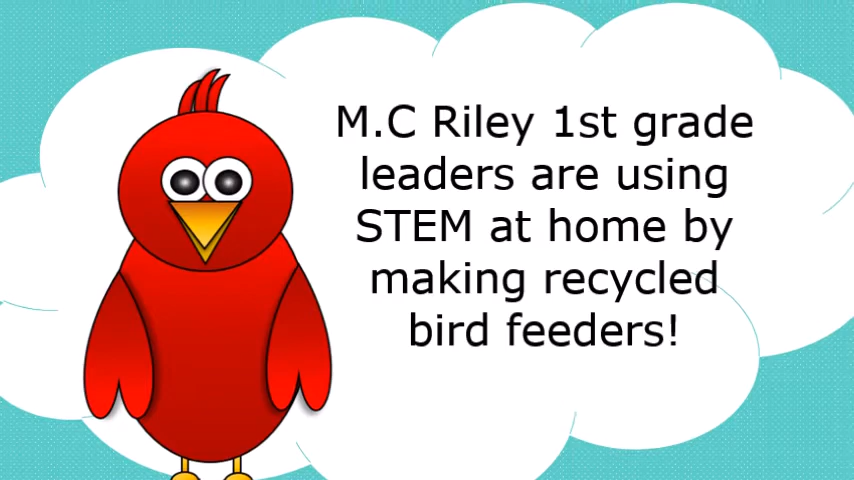 M.C Riley 1st grade
leaders are using
STEM at home by
making recycled
bird feeders!